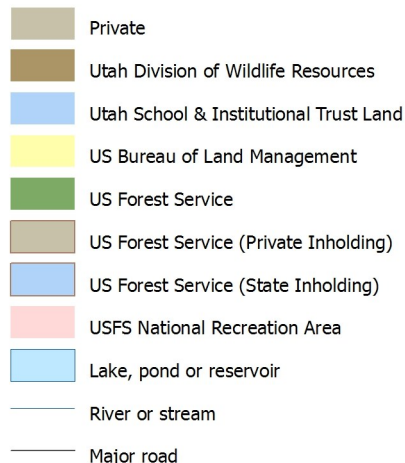 Private
Utah Division of Wildlife Resources
Utah School & Institutional Trust Land
US Bureau of Land Management
US Forest Service
US Forest Service (Private Inholding)
US Forest Service (State Inholding)
USFS National Recreation Area
Lake, pond or reservoir
River or stream
Major road